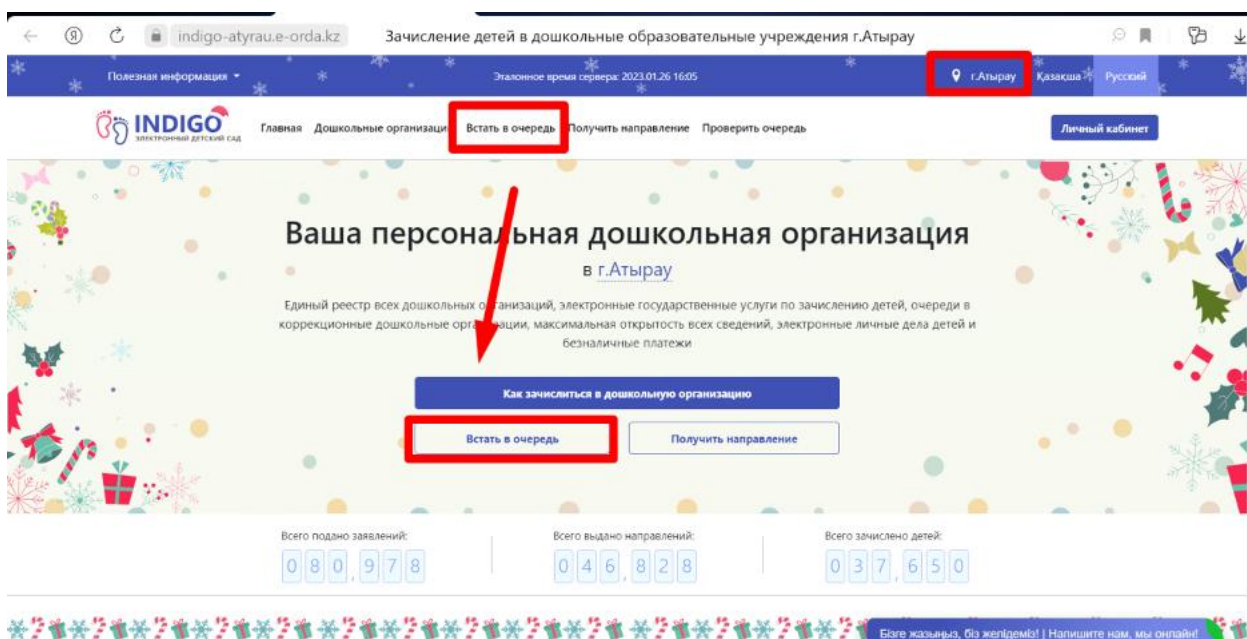 indigo-atyrau.e-orda.kz Зачисление детей в дошкольные образовательные учреждения г.Атырау
Полезная информация Эталонное время сервера: 2023.01.26 16:05 г.Атырау Қазақша Русский
INDIGO
ЭЛЕКТРОННЫЙ ДЕТСКИЙ САД
Главная Дошкольные организации Встать в очередь Получить направление Проверить очередь Личный кабинет
Ваша персональная дошкольная организация
в г.Атырау
Единый реестр всех дошкольных организаций, электронные государственные услуги по зачислению детей, очереди в
коррекционные дошкольные организации, максимальная открытость всех сведений, электронные личные дела детей и
безналичные платежи
Как зачислиться в дошкольную организацию
Встать в очередь Получить направление
Всего подано заявлений: Всего выдано направлений: Всего зачислено детей:
080,978 046,828 037,650
Бізге жазыңыз, біз желідеміз! | Напишите нам, мы онлайн!